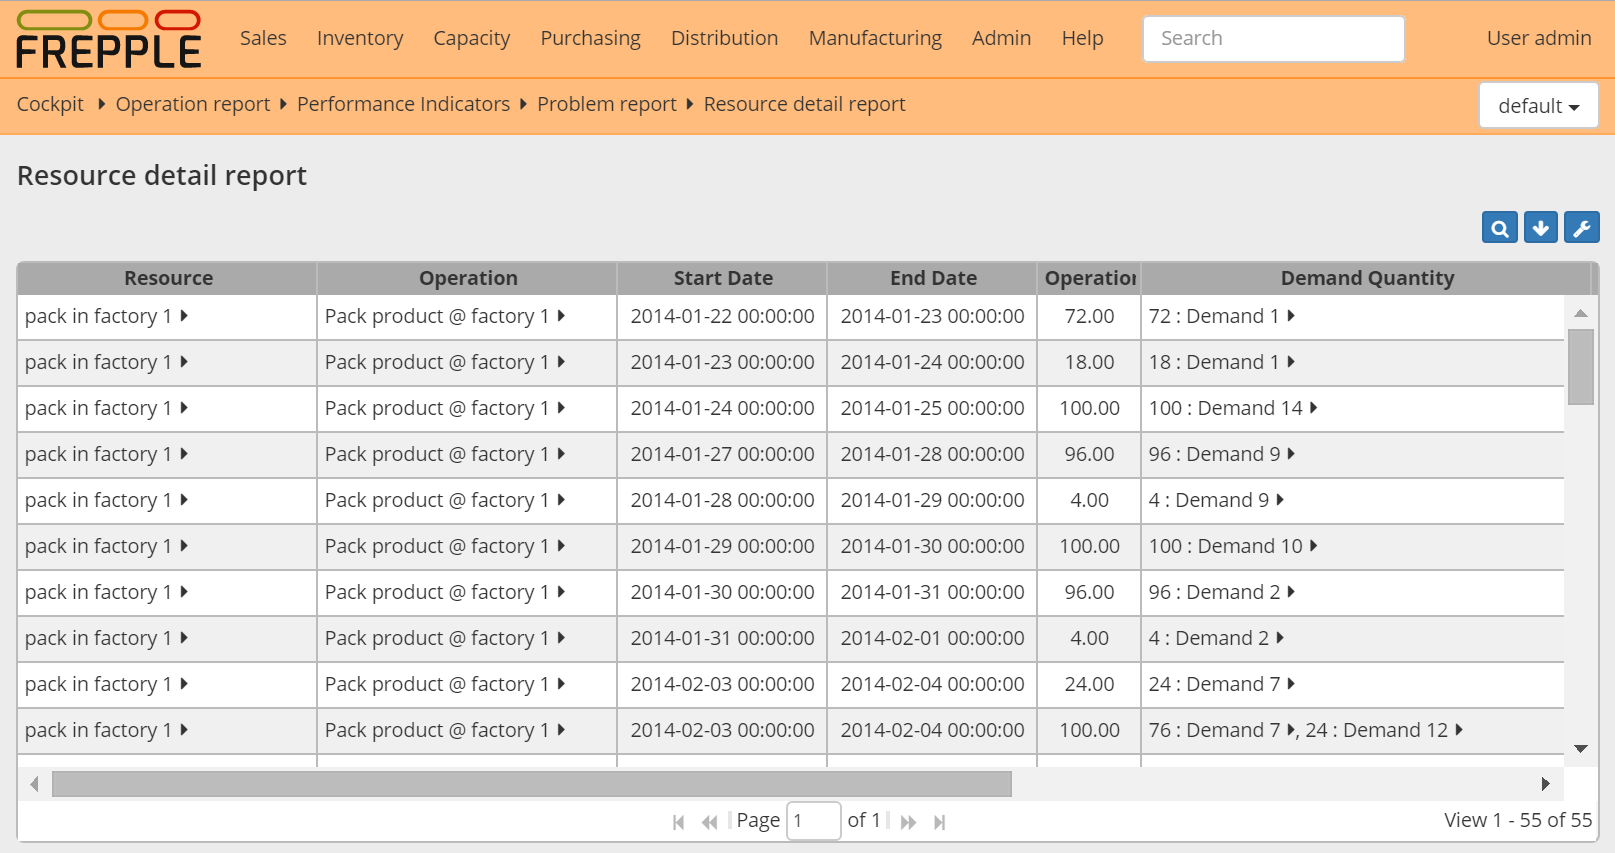 FREPPLE Sales Inventory Capacity Purchasing Distribution Manufacturing Admin Help Search User admin
Cockpit Operation report Performance Indicators Problem report Resource detail report default
Resource detail report
Resource Operation Start Date End Date Operation Demand Quantity
pack in factory 1 Pack product @ factory 1 2014-01-22 00:00:00 2014-01-23 00:00:00 72.00 72 : Demand 1
pack in factory 1 Pack product @ factory 1 2014-01-23 00:00:00 2014-01-24 00:00:00 18.00 18 : Demand 1
pack in factory 1 Pack product @ factory 1 2014-01-24 00:00:00 2014-01-25 00:00:00 100.00 100 : Demand 14
pack in factory 1 Pack product @ factory 1 2014-01-27 00:00:00 2014-01-28 00:00:00 96.00 96 : Demand 9
pack in factory 1 Pack product @ factory 1 2014-01-28 00:00:00 2014-01-29 00:00:00 4.00 4 : Demand 9
pack in factory 1 Pack product @ factory 1 2014-01-29 00:00:00 2014-01-30 00:00:00 100.00 100 : Demand 10
pack in factory 1 Pack product @ factory 1 2014-01-30 00:00:00 2014-01-31 00:00:00 96.00 96 : Demand 2
pack in factory 1 Pack product @ factory 1 2014-01-31 00:00:00 2014-02-01 00:00:00 4.00 4 : Demand 2
pack in factory 1 Pack product @ factory 1 2014-02-03 00:00:00 2014-02-04 00:00:00 24.00 24 : Demand 7
pack in factory 1 Pack product @ factory 1 2014-02-03 00:00:00 2014-02-04 00:00:00 100.00 76 : Demand 7 , 24 : Demand 12
Page 1 of 1 View 1 - 55 of 55